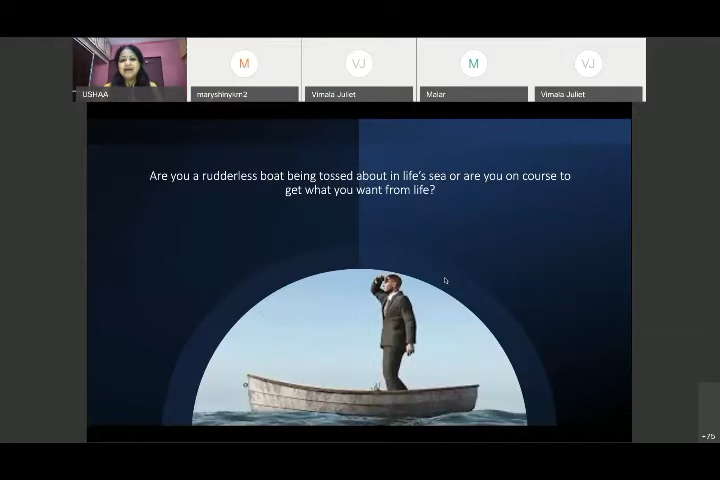 M
VJ
M
VJ
USHAA
maryshinykm2
Vimala Juliet
Malar
Vimala Juliet
Are you a rudderless boat being tossed about in life's sea or are you on course to
get what you want from life?
+75